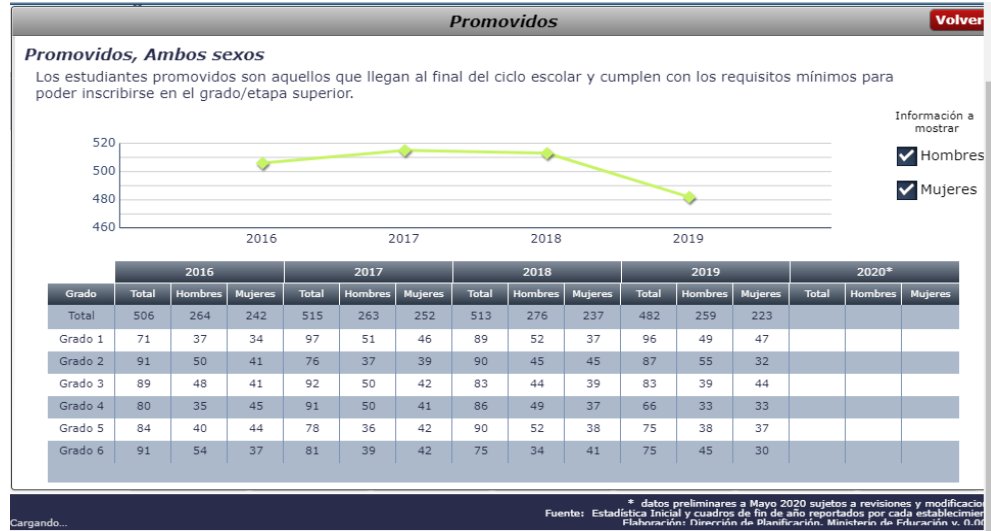 Promovidos
Volver
Promovidos, Ambos sexos
Los estudiantes promovidos son aquellos que llegan al final del ciclo escolar y cumplen con los requisitos mínimos para
poder inscribirse en el grado/etapa superior.
Información a
mostrar
Hombres
Mujeres
520
500
480
460
2016 2017 2018 2019
2016 2017 2018 2019 2020*
Grado Total Hombres Mujeres Total Hombres Mujeres Total Hombres Mujeres Total Hombres Mujeres Total Hombres Mujeres
Total 506 264 242 515 263 252 513 276 237 482 259 223
Grado 1 71 37 34 97 51 46 89 52 37 96 49 47
Grado 2 91 50 41 76 37 39 90 45 45 87 55 32
Grado 3 89 48 41 92 50 42 83 44 39 83 39 44
Grado 4 80 35 45 91 50 41 86 49 37 66 33 33
Grado 5 84 40 44 78 36 42 90 52 38 75 38 37
Grado 6 91 54 37 81 39 42 75 34 41 75 45 30
* datos preliminares a Mayo 2020 sujetos a revisiones y modificacio
Fuente: Estadística Inicial y cuadros de fin de año reportados por cada establecimie
Cargando... Elaboración: Dirección de Planificación, Ministerio de Educación v. 0.0